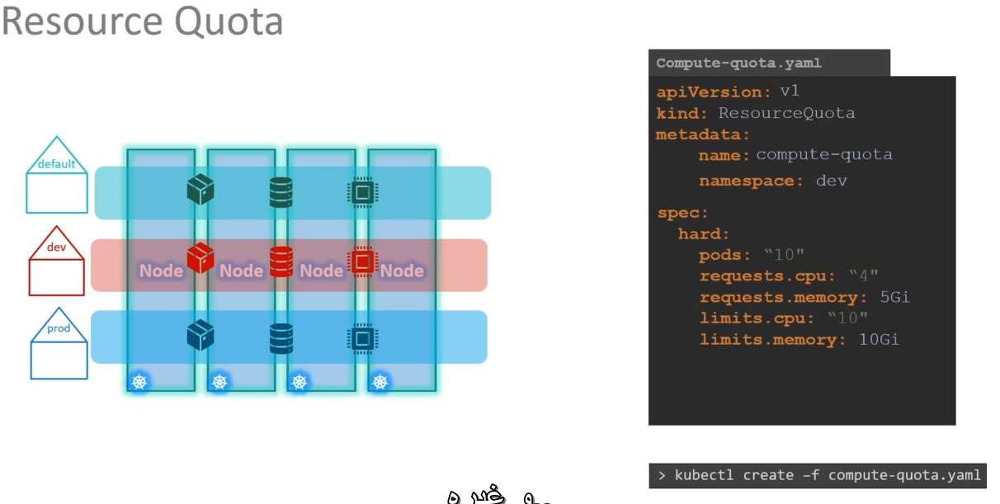 Resource Quota
default
dev
prod
Node Node Node Node
Compute-quota.yaml
apiVersion: v1
kind: ResourceQuota
metadata:
name: compute-quota
namespace: dev
spec:
hard:
pods: “10"
requests.cpu: “4"
requests.memory: 5Gi
limits.cpu: “10"
limits.memory: 10Gi
> kubectl create –f compute-quota.yaml